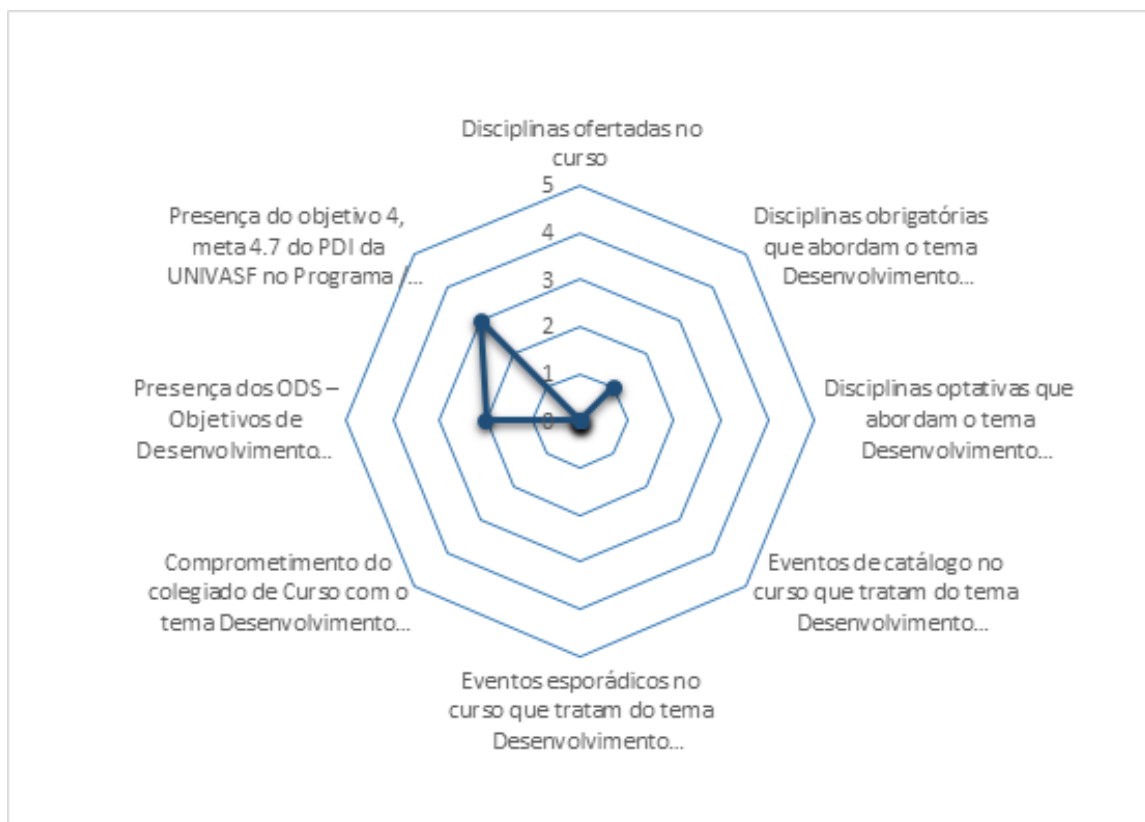 Disciplinas ofertadas no
curso
5
4
3
2
1
0
Disciplinas obrigatórias
que abordam o tema
Desenvolvimento...
Disciplinas optativas que
abordam o tema
Desenvolvimento...
Eventos de catálogo no
curso que tratam do tema
Desenvolvimento...
Eventos esporádicos no
curso que tratam do tema
Desenvolvimento...
Comprometimento do
colegiado de Curso com o
tema Desenvolvimento...
Presença dos ODS –
Objetivos de
Desenvolvimento...
Presença do objetivo 4,
meta 4.7 do PDI da
UNIVASF no Programa /...